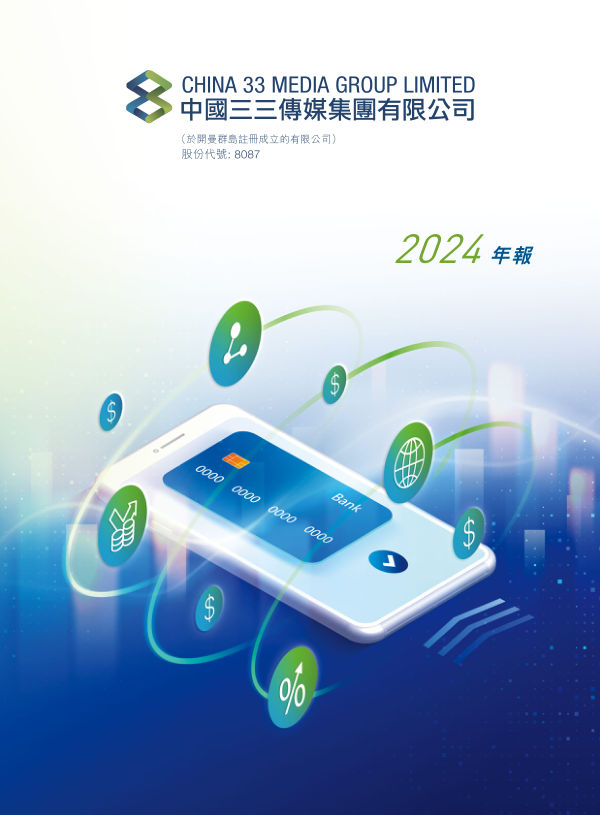 CHINA 33 MEDIA GROUP LIMITED
中國三三傳媒集團有限公司
(於開曼群島註冊成立的有限公司)
股份代號: 8087
2024 年報
$
$
Bank
0000 0000 0000 0000
$
$
%